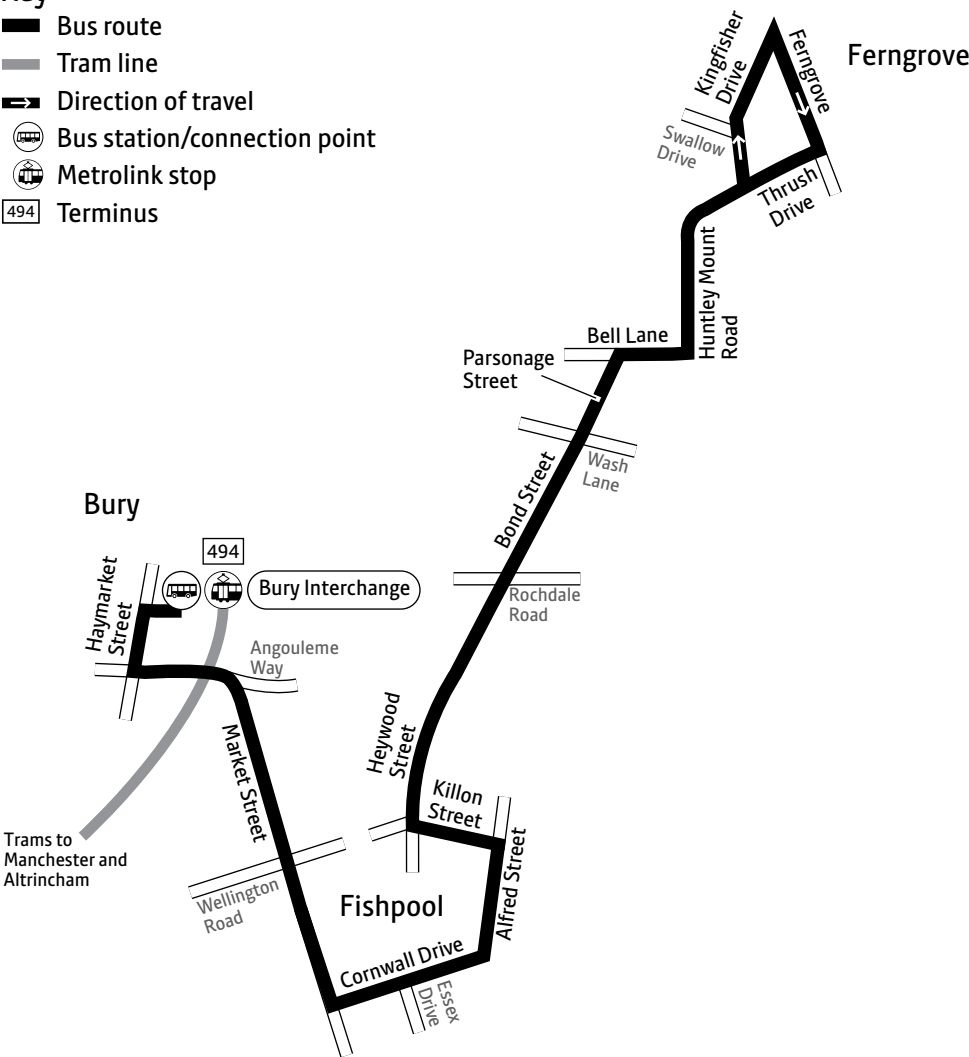 Bus route
Tram line
Direction of travel
Bus station/connection point
Metrolink stop
494 Terminus
Ferngrove
Kingfisher
Drive
Ferngrove
Swallow
Drive
Thrush
Drive
Huntley Mount
Road
Bell Lane
Parsonage
Street
Wash
Lane
Bond Street
Rochdale
Road
Bury
494
Bury Interchange
Haymarket
Street
Angouleme
Way
Market Street
Heywood
Street
Killon
Street
Alfred Street
Trams to
Manchester and
Altrincham
Wellington
Road
Fishpool
Cornwall Drive
Essex
Drive